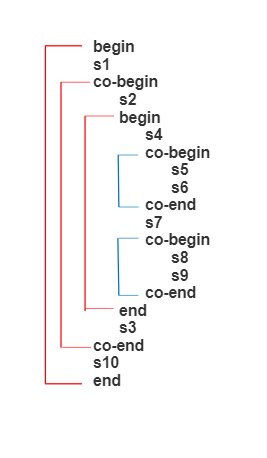 begin
s1
co-begin
s2
begin
s4
co-begin
s5
s6
co-end
s7
co-begin
s8
s9
co-end
end
s3
co-end
s10
end